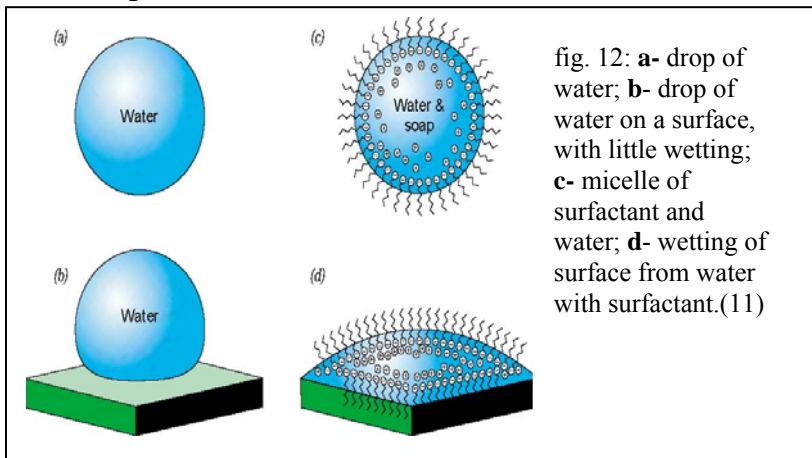 (a)
Water
(c)
Water &
soap
(b)
Water
(d)
fig. 12: a- drop of
water; b- drop of
water on a surface,
with little wetting;
c- micelle of
surfactant and
water; d- wetting of
surface from water
with surfactant.(11)